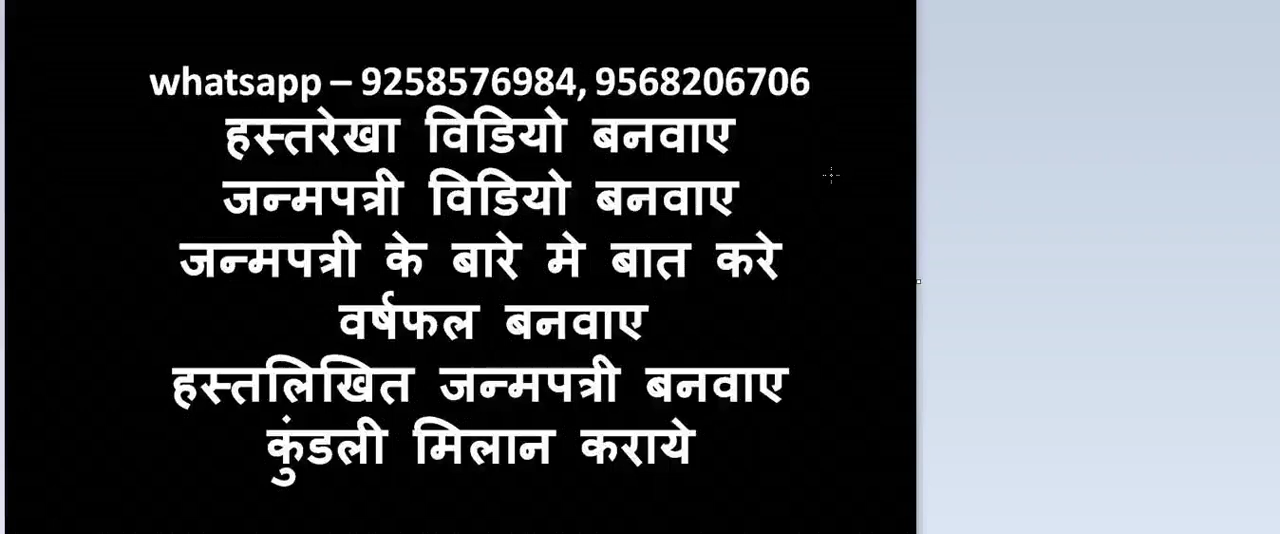 whatsapp – 9258576984, 9568206706
हस्तरेखा विडियो बनवाए
जन्मपत्री विडियो बनवाए
जन्मपत्री के बारे मे बात करे
वर्षफल बनवाए
हस्तलिखित जन्मपत्री बनवाए
कुंडली मिलान कराये